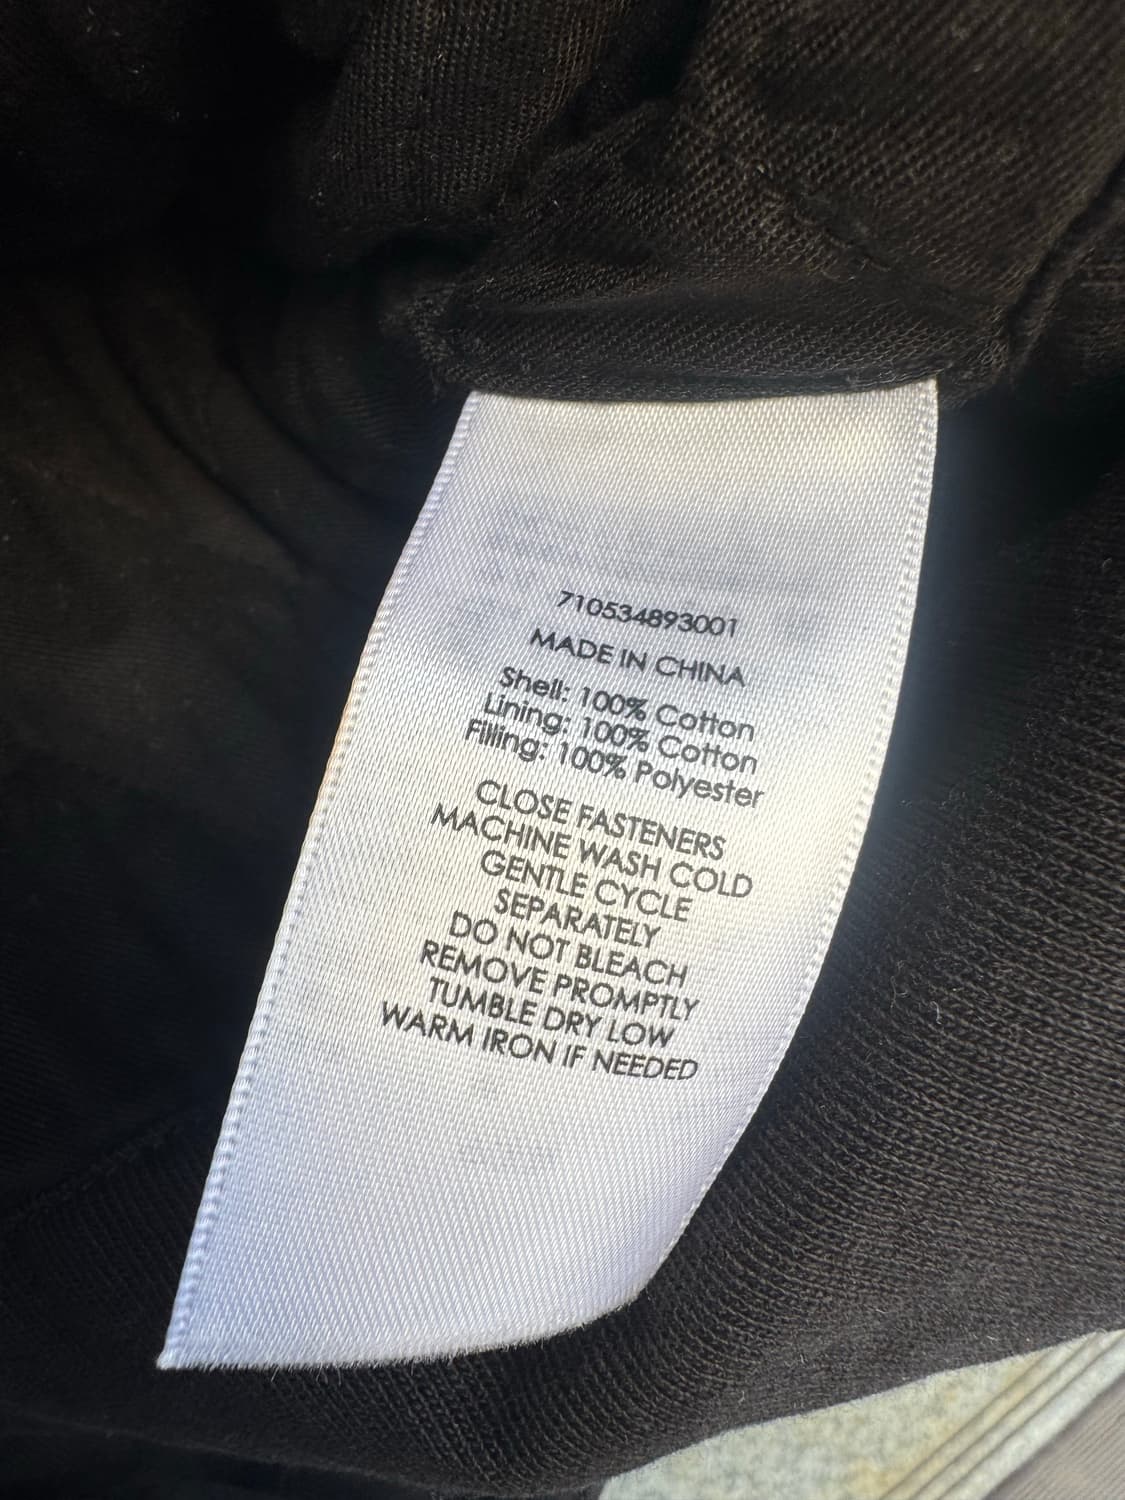 710534893001
MADE IN CHINA
Shell: 100% Cotton
Lining: 100% Cotton
Filling: 100% Polyester
CLOSE FASTENERS
MACHINE WASH COLD
GENTLE CYCLE
SEPARATELY
DO NOT BLEACH
REMOVE PROMPTLY
TUMBLE DRY LOW
WARM IRON IF NEEDED